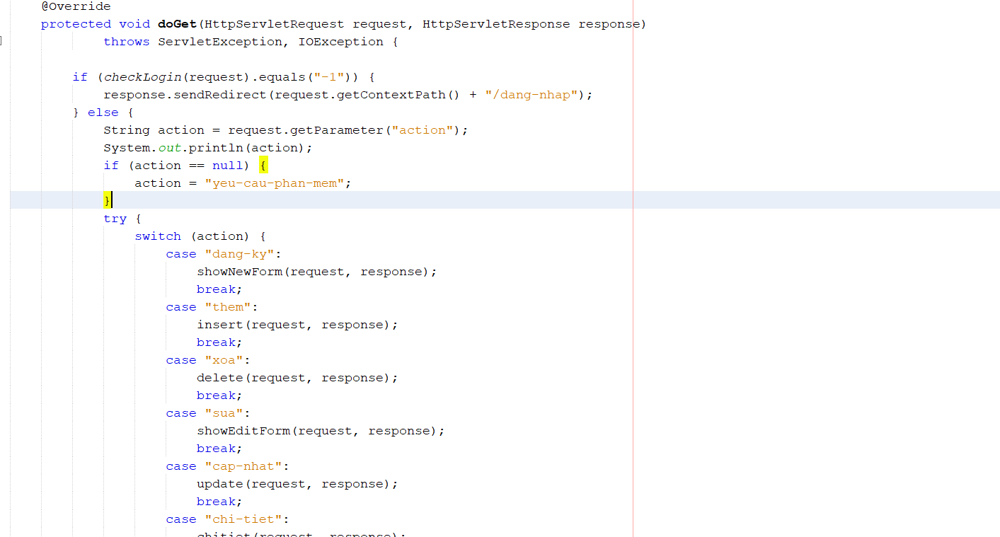 @Override
protected void doGet(HttpServletRequest request, HttpServletResponse response)
throws ServletException, IOException {
if (checkLogin(request).equals("-1")) {
response.sendRedirect(request.getContextPath() + "/dang-nhap");
} else {
String action = request.getParameter("action");
System.out.println(action);
if (action == null) {
action = "yeu-cau-phan-mem";
}
try {
switch (action) {
case "dang-ky":
showNewForm(request, response);
break;
case "them":
insert(request, response);
break;
case "xoa":
delete(request, response);
break;
case "sua":
showEditForm(request, response);
break;
case "cap-nhat":
update(request, response);
break;
case "chi-tiet":
chitiet(request, response);